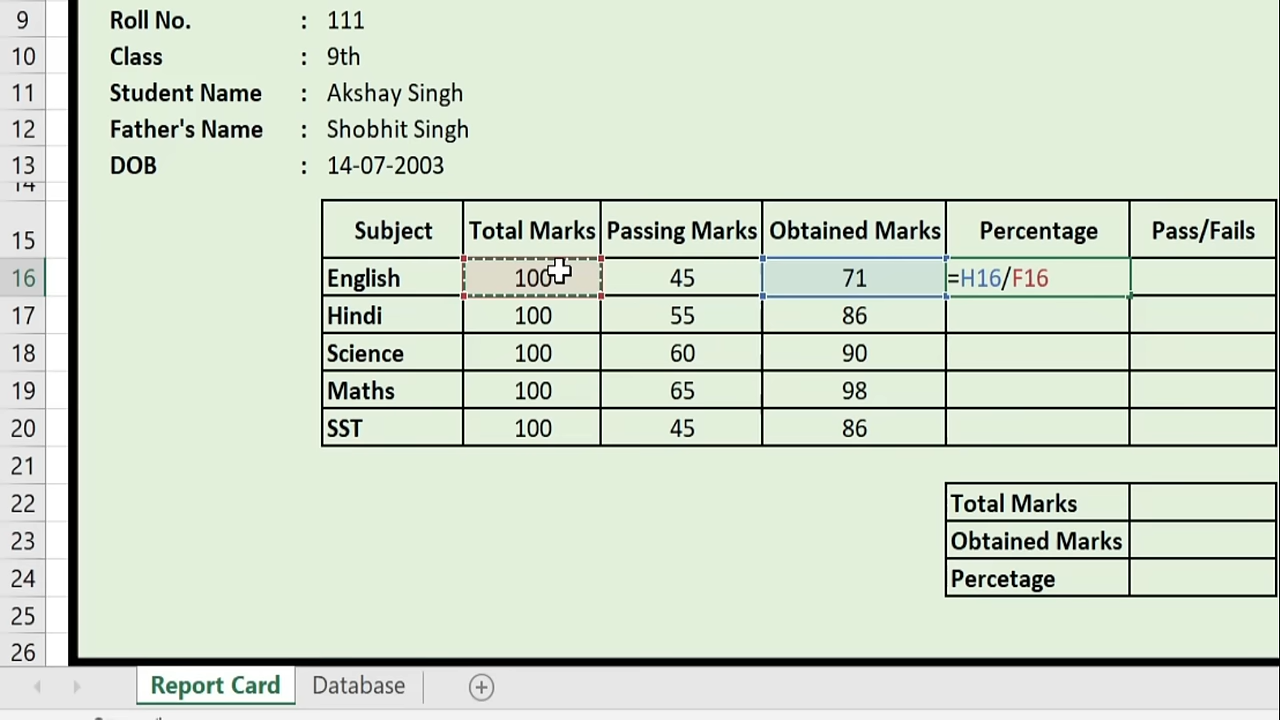 9 Roll No. : 111
10 Class : 9th
11 Student Name : Akshay Singh
12 Father's Name : Shobhit Singh
13 DOB : 14-07-2003
14
15 Subject Total Marks Passing Marks Obtained Marks Percentage Pass/Fails
16 English 100 45 71 =H16/F16
17 Hindi 100 55 86
18 Science 100 60 90
19 Maths 100 65 98
20 SST 100 45 86
21
22 Total Marks
23 Obtained Marks
24 Percetage
25
26
Report Card Database